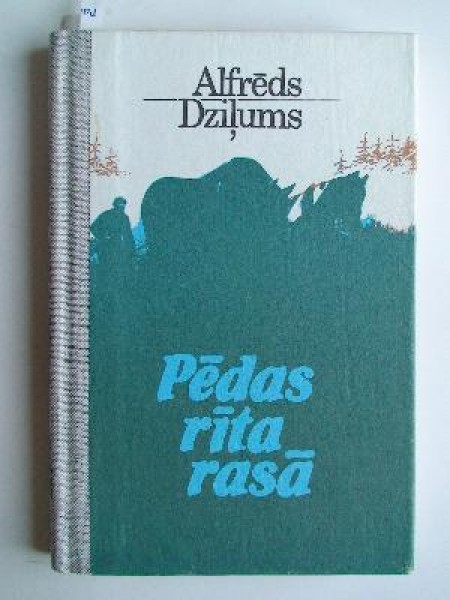 Alfrēds
Dziļums
Pēdas
rīta
rasā